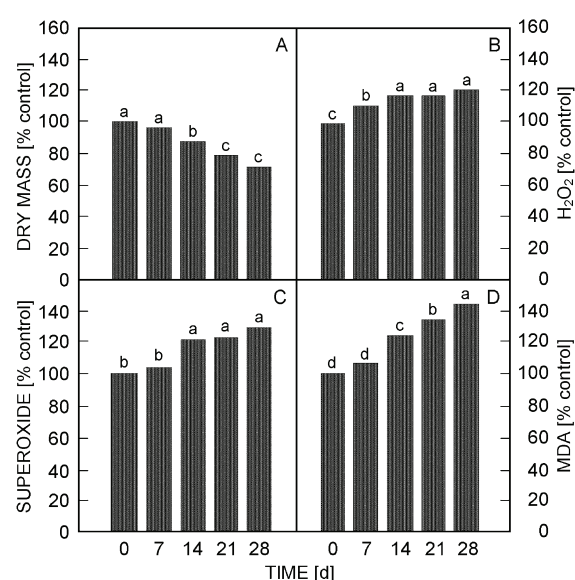 160 A B 160
140 140
120 a a a a 120
100 a a b c b 100
80 c c 80
60 60
40 40
20 20
0 0
DRY MASS [% control]
H₂O₂ [% control]
C D
140 a a a b a 140
120 c 120
100 b b d d 100
80 80
60 60
40 40
20 20
0 0
SUPEROXIDE [% control]
MDA [% control]
0 7 14 21 28 0 7 14 21 28
TIME [d]